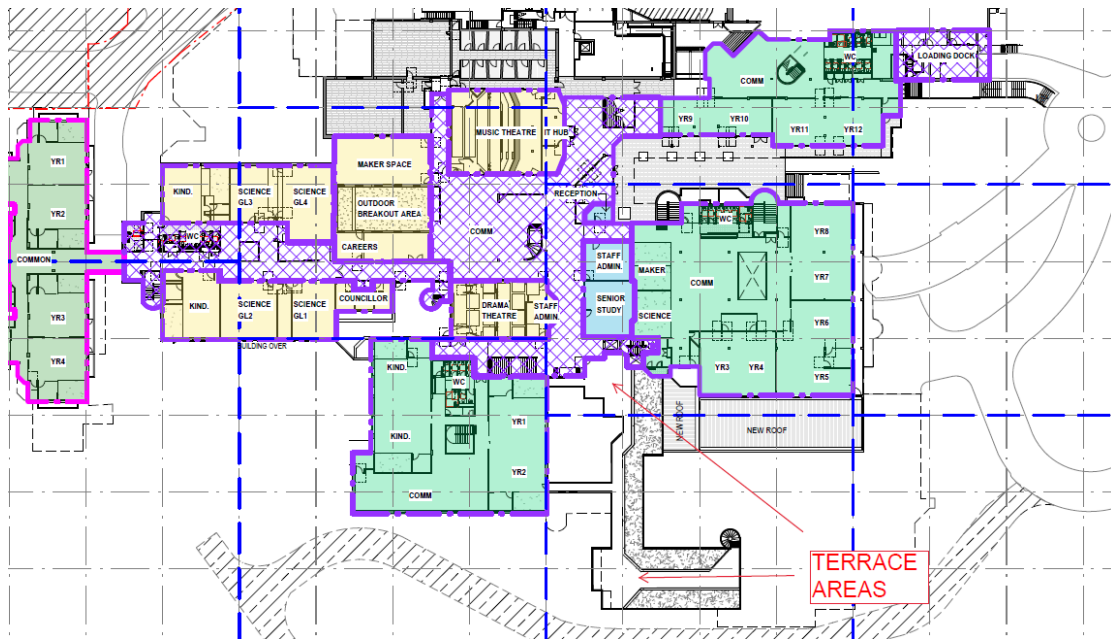 WC
LOADING DOCK
COMM
YR9
YR10
YR11
YR12
MUSIC THEATRE
IT HUB
YR1
YR2
COMMON
YR3
YR4
MAKER SPACE
KIND.
SCIENCE
GL3
SCIENCE
GL4
OUTDOOR
BREAKOUT AREA
CAREERS
WC
RECEPTION
COMM
STAFF
ADMIN.
SENIOR
STUDY
WC
YR8
MAKER
COMM
YR7
SCIENCE
YR6
YR3
YR4
YR5
KIND.
SCIENCE
GL2
SCIENCE
GL1
COUNCILLOR
DRAMA
THEATRE
STAFF
ADMIN.
BUILDING OVER
KIND.
WC
YR1
KIND.
YR2
COMM
NEW ROOF
NEW ROOF
TERRACE
AREAS